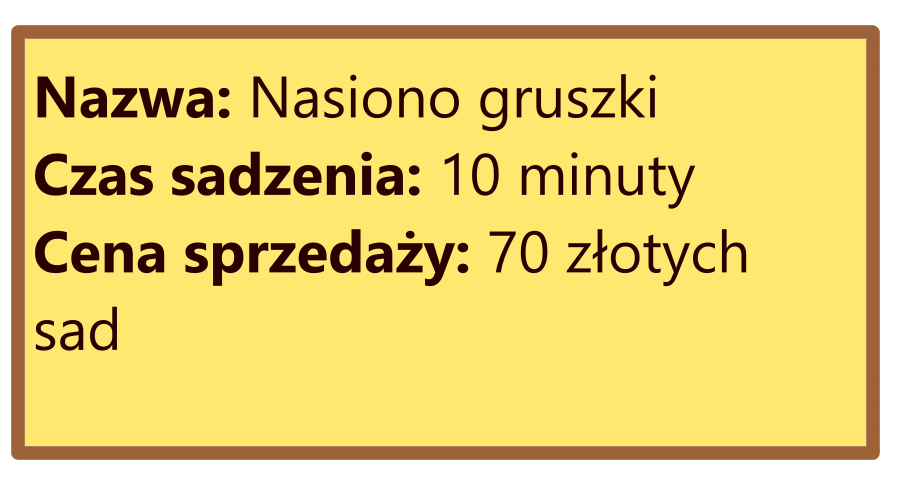 Nazwa: Nasiono gruszki
Czas sadzenia: 10 minuty
Cena sprzedaży: 70 złotych
sad